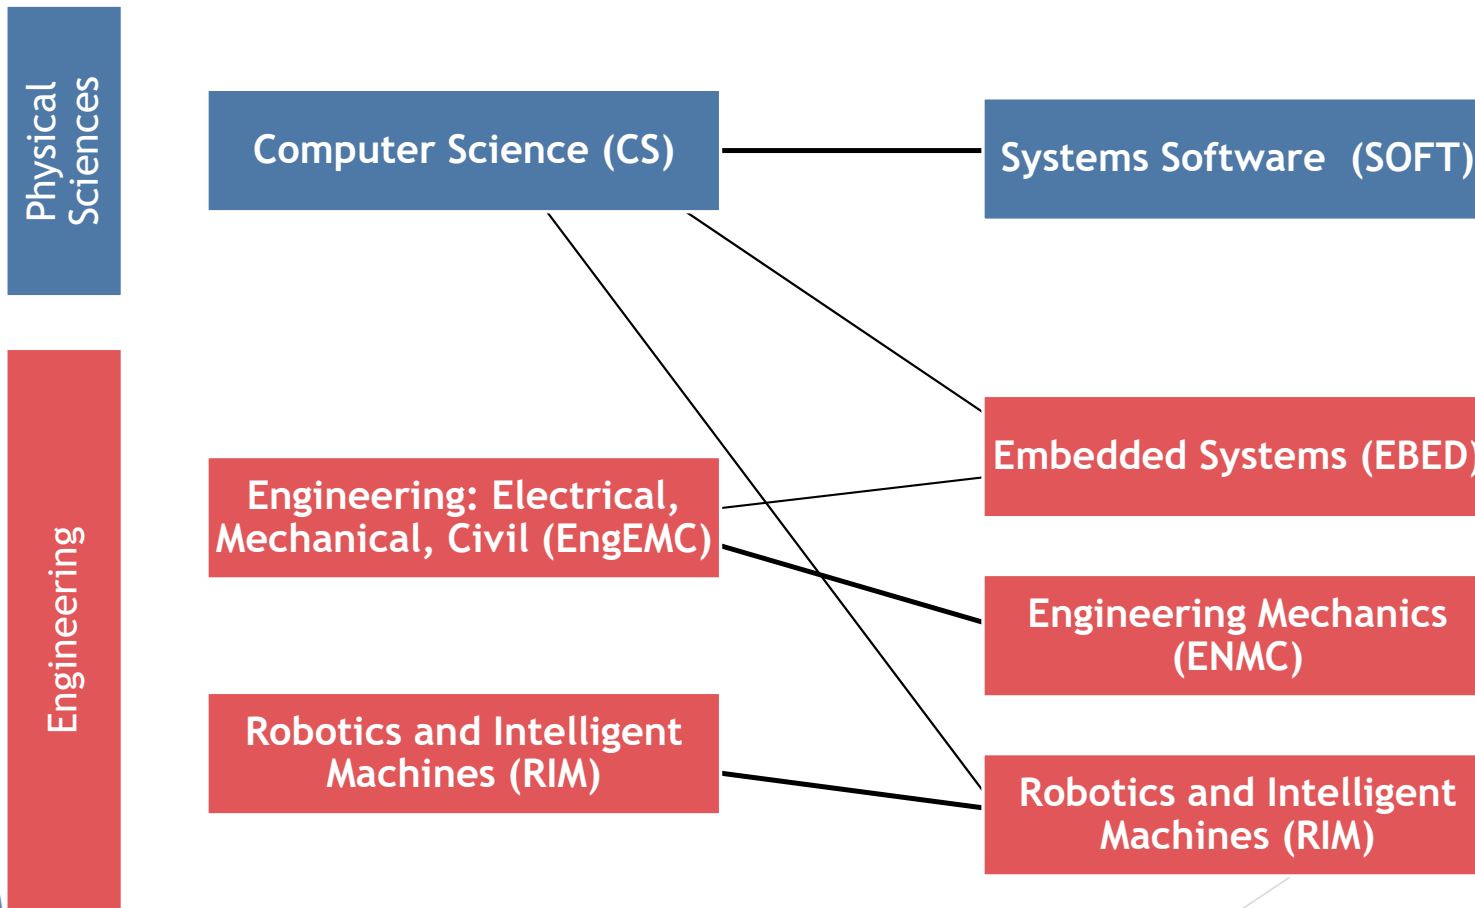 Physical
Sciences
Computer Science (CS)
Systems Software  (SOFT)
Engineering
Engineering: Electrical,
Mechanical, Civil (EngEMC)
Embedded Systems (EBED)
Engineering Mechanics
(ENMC)
Robotics and Intelligent
Machines (RIM)
Robotics and Intelligent
Machines (RIM)